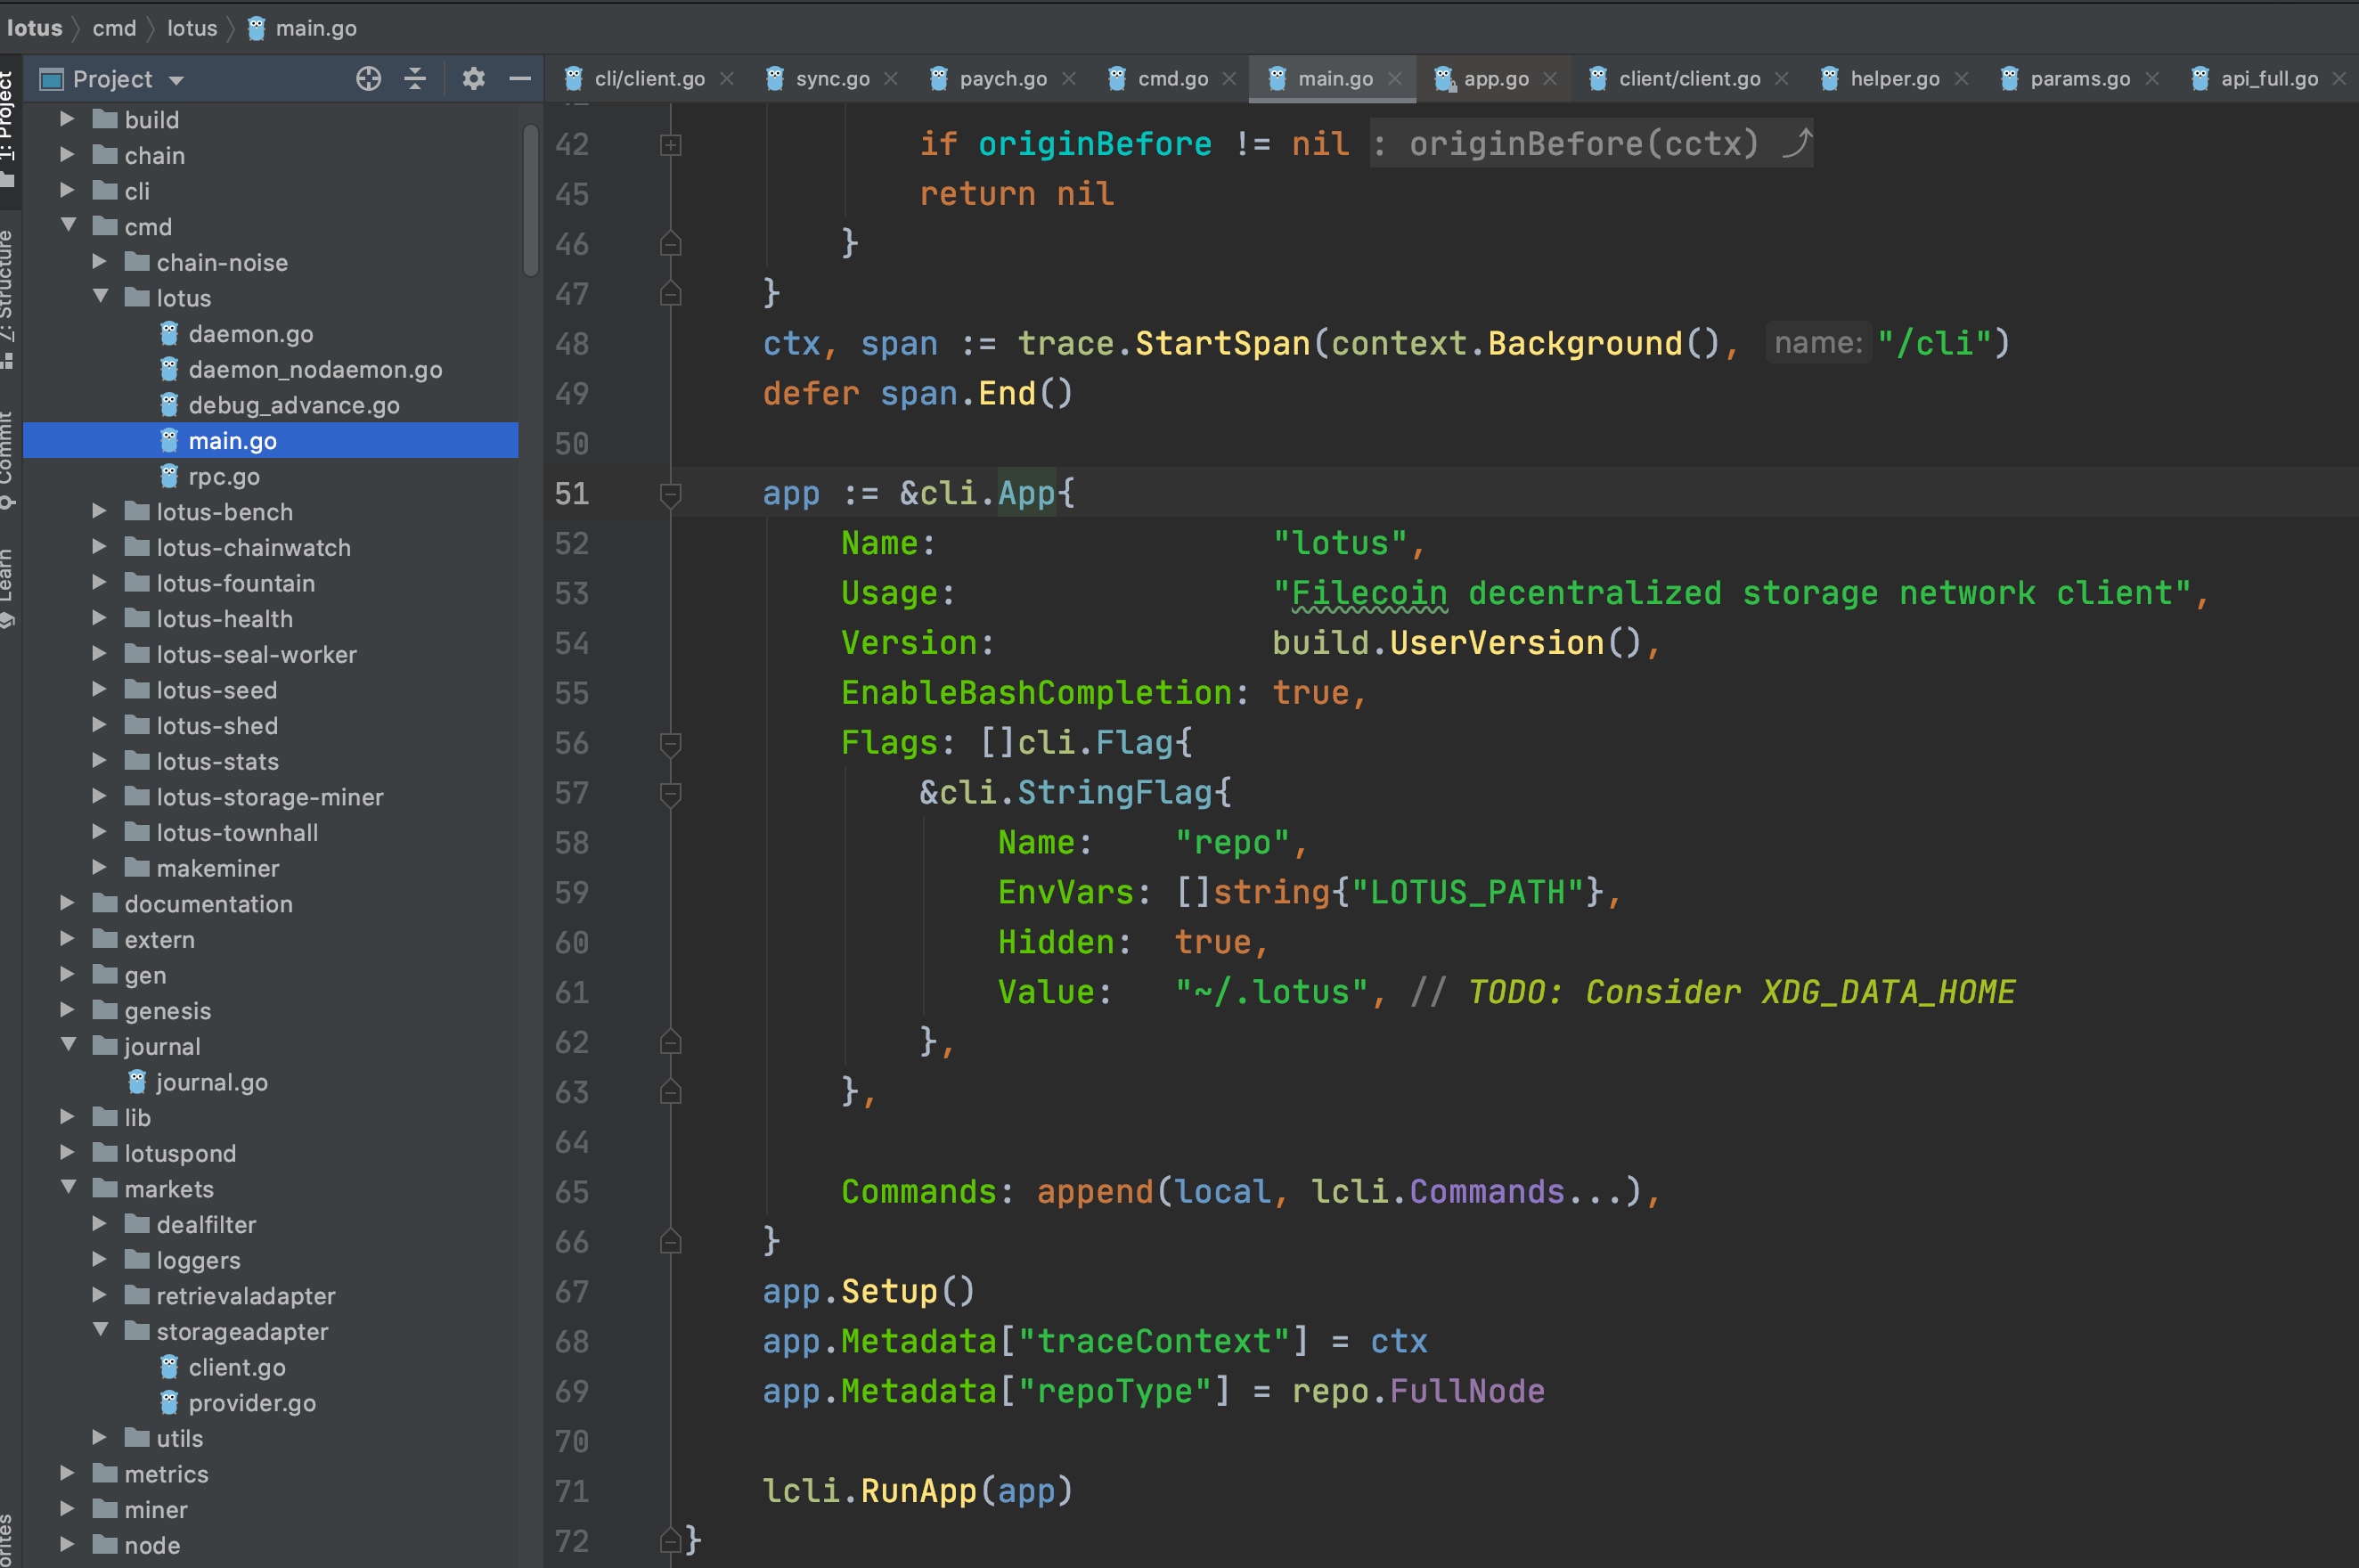 lotus cmd lotus main.go
1: Project
Z: Structure
Commit
Learn
Project
build
chain
cli
cmd
chain-noise
lotus
daemon.go
daemon_nodaemon.go
debug_advance.go
main.go
rpc.go
lotus-bench
lotus-chainwatch
lotus-fountain
lotus-health
lotus-seal-worker
lotus-seed
lotus-shed
lotus-stats
lotus-storage-miner
lotus-townhall
makeminer
documentation
extern
gen
genesis
journal
journal.go
lib
lotuspond
markets
dealfilter
loggers
retrievaladapter
storageadapter
client.go
provider.go
utils
metrics
miner
node
cli/client.go sync.go paych.go cmd.go main.go app.go client/client.go helper.go params.go api_full.go
42 if originBefore != nil : originBefore(cctx)
45 return nil
46 }
47 }
48 ctx, span := trace.StartSpan(context.Background(), name: "/cli")
49 defer span.End()
50
51 app := &cli.App{
52 Name: "lotus",
53 Usage: "Filecoin decentralized storage network client",
54 Version: build.UserVersion(),
55 EnableBashCompletion: true,
56 Flags: []cli.Flag{
57 &cli.StringFlag{
58 Name: "repo",
59 EnvVars: []string{"LOTUS_PATH"},
60 Hidden: true,
61 Value: "~/.lotus", // TODO: Consider XDG_DATA_HOME
62 },
63 },
64
65 Commands: append(local, lcli.Commands...),
66 }
67 app.Setup()
68 app.Metadata["traceContext"] = ctx
69 app.Metadata["repoType"] = repo.FullNode
70
71 lcli.RunApp(app)
72 }